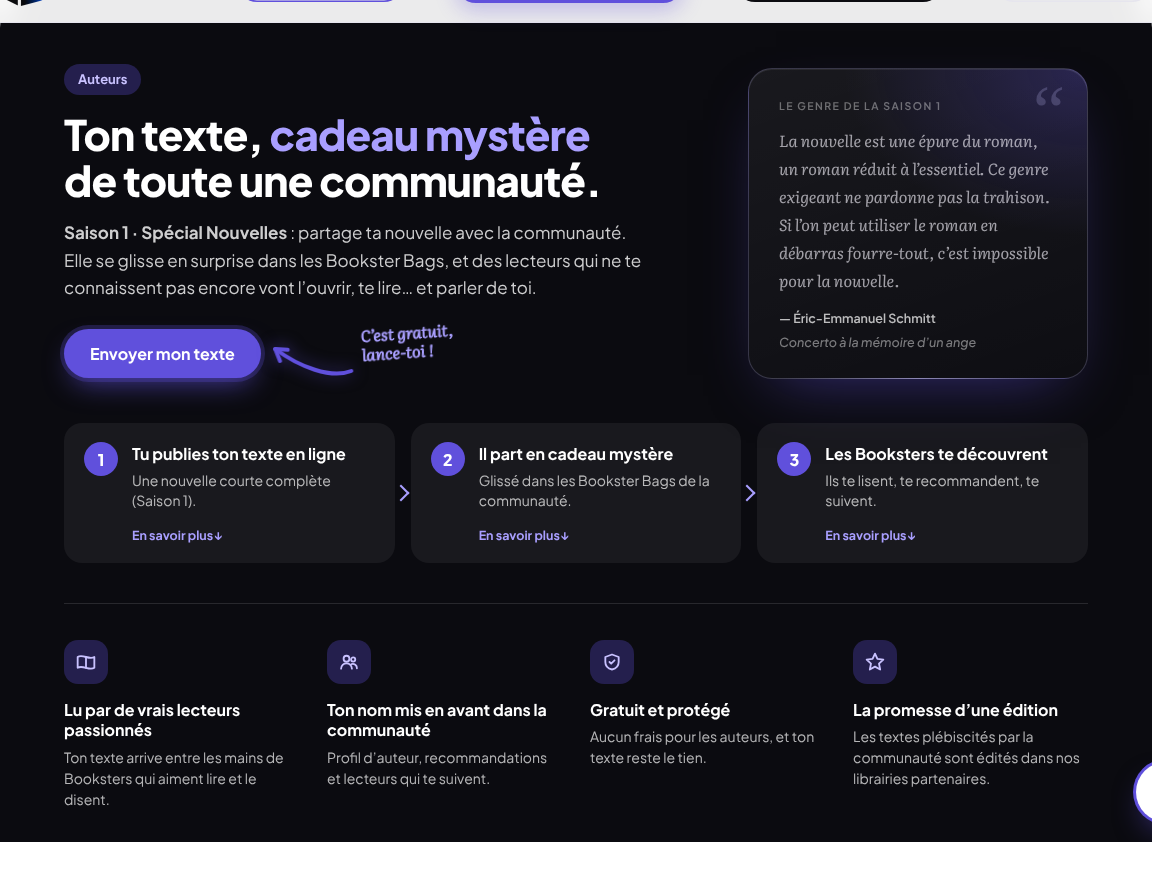 Auteurs
Ton texte, cadeau mystère
de toute une communauté.
Saison 1 · Spécial Nouvelles : partage ta nouvelle avec la communauté.
Elle se glisse en surprise dans les Bookster Bags, et des lecteurs qui ne te
connaissent pas encore vont l’ouvrir, te lire… et parler de toi.
Envoyer mon texte
C’est gratuit,
lance-toi !
LE GENRE DE LA SAISON 1
“
La nouvelle est une épure du roman,
un roman réduit à l’essentiel. Ce genre
exigeant ne pardonne pas la trahison.
Si l’on peut utiliser le roman en
débarras fourre-tout, c’est impossible
pour la nouvelle.
— Éric-Emmanuel Schmitt
Concerto à la mémoire d’un ange
1
Tu publies ton texte en ligne
Une nouvelle courte complète
(Saison 1).
En savoir plus↓
2
Il part en cadeau mystère
Glissé dans les Bookster Bags de la
communauté.
En savoir plus↓
3
Les Booksters te découvrent
Ils te lisent, te recommandent, te
suivent.
En savoir plus↓
Lu par de vrais lecteurs
passionnés
Ton texte arrive entre les mains de
Booksters qui aiment lire et le
disent.
Ton nom mis en avant dans la
communauté
Profil d’auteur, recommandations
et lecteurs qui te suivent.
Gratuit et protégé
Aucun frais pour les auteurs, et ton
texte reste le tien.
La promesse d’une édition
Les textes plébiscités par la
communauté sont édités dans nos
librairies partenaires.